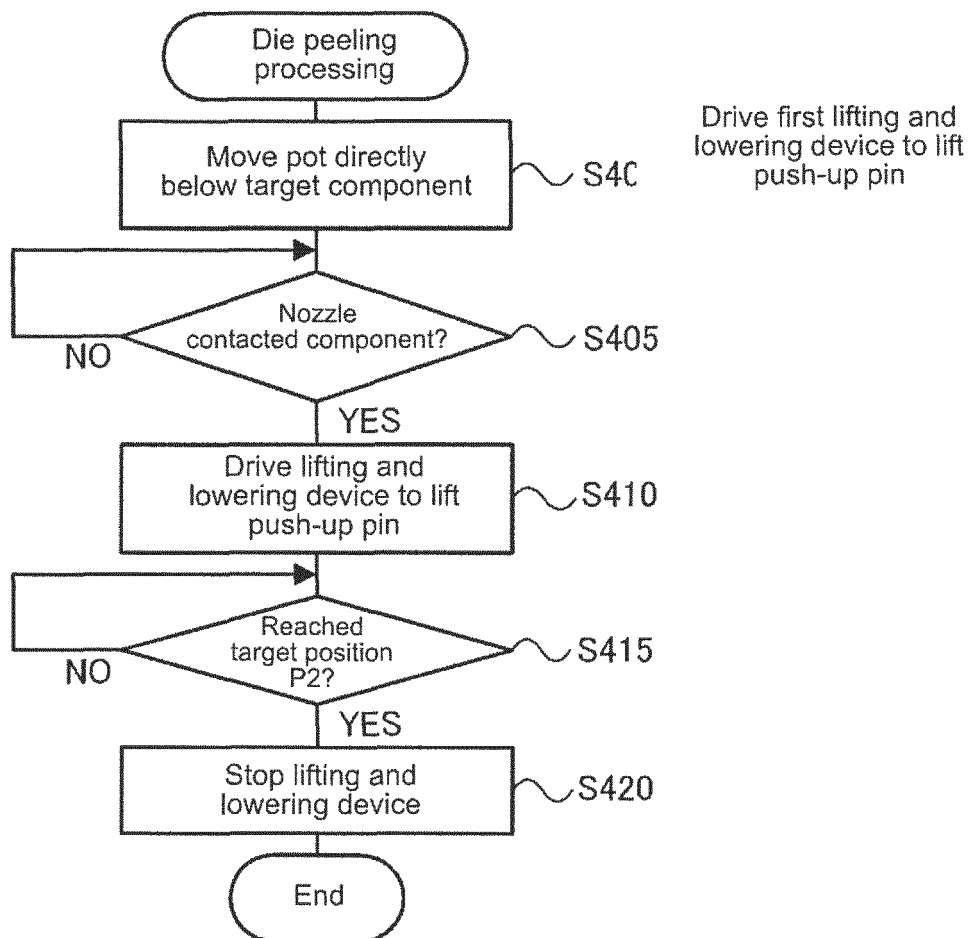 Die peeling
processing
Drive first lifting and
lowering device to lift
push-up pin
Move pot directly
below target component
S40
Nozzle
contacted component?
S405
NO
YES
Drive lifting and
lowering device to lift
push-up pin
S410
Reached
target position
P2?
S415
NO
YES
Stop lifting and
lowering device
S420
End